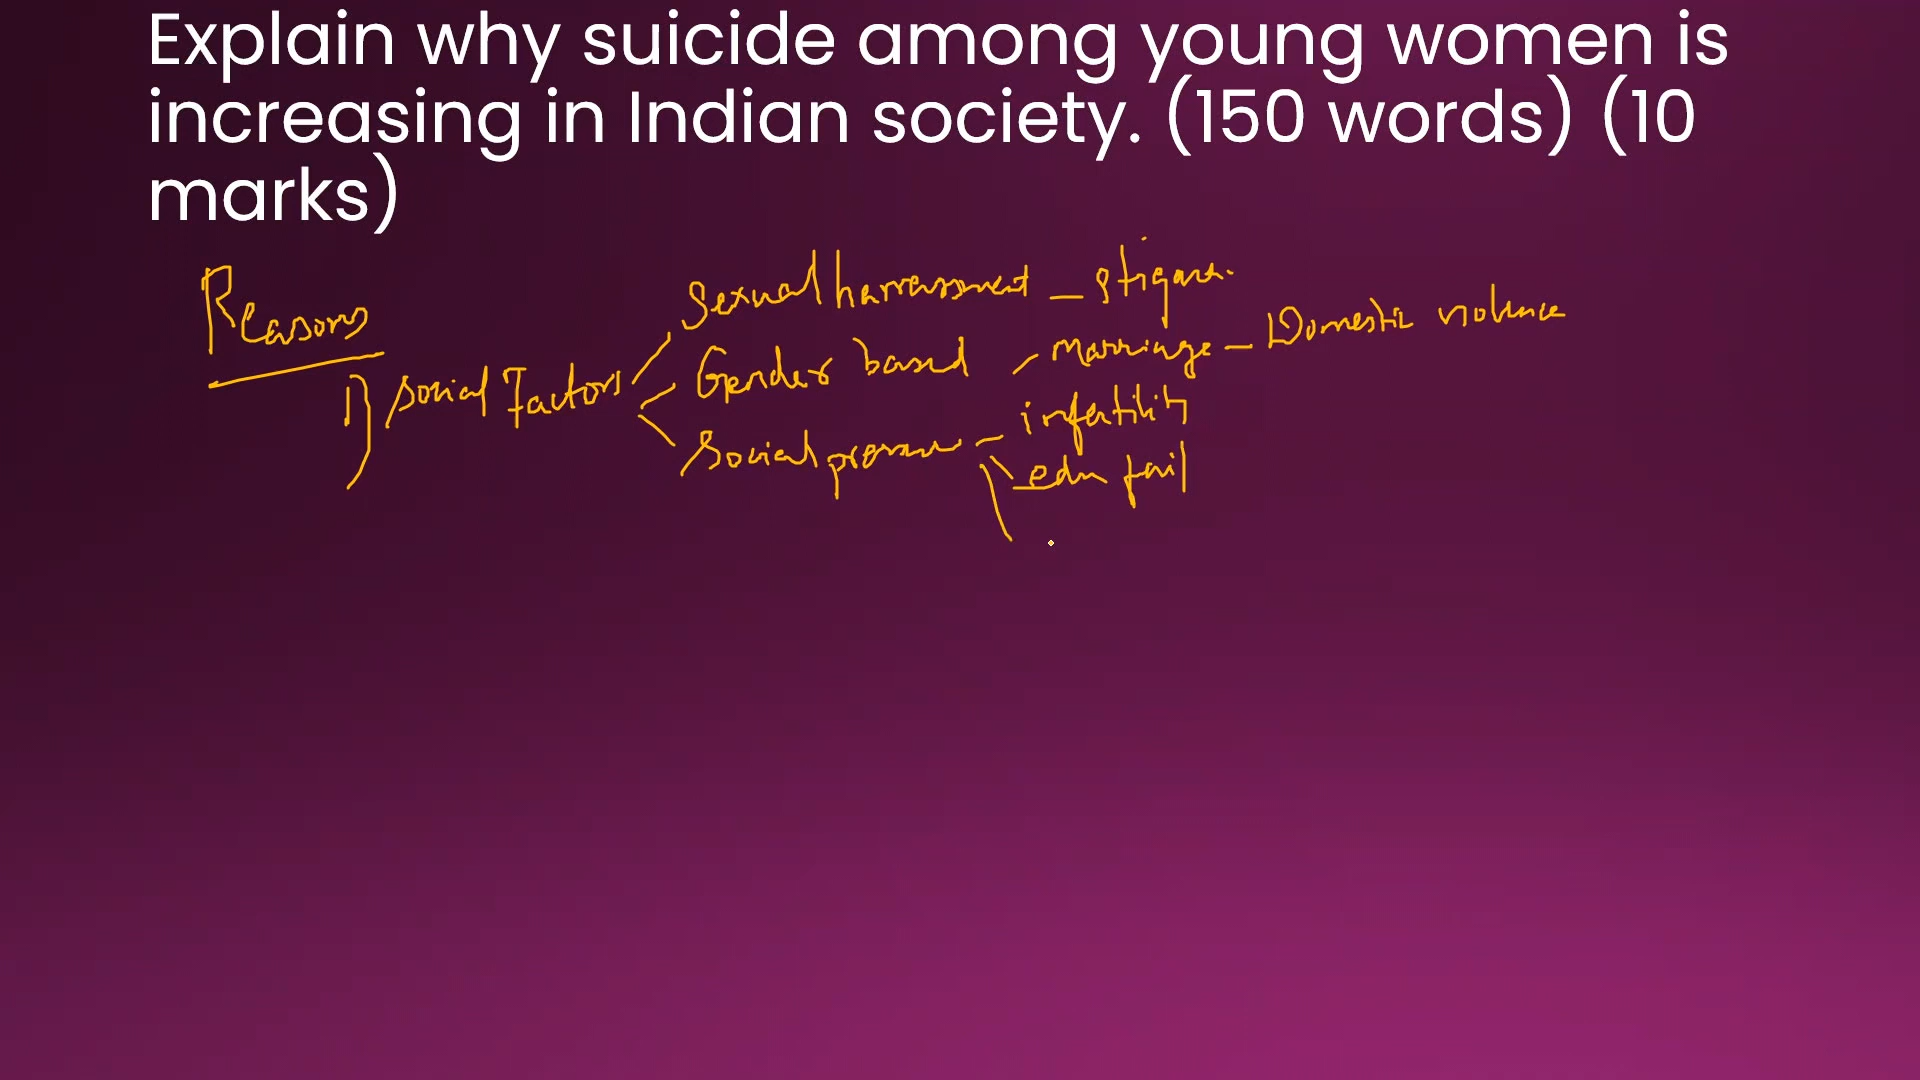 Explain why suicide among young women is
increasing in Indian society. (150 words) (10
marks)
Reasons
1) Social Factors
Sexual harrassment - stigma.
Gender based - Marriage - Domestic violence
Social pressure - infertility
edu fail